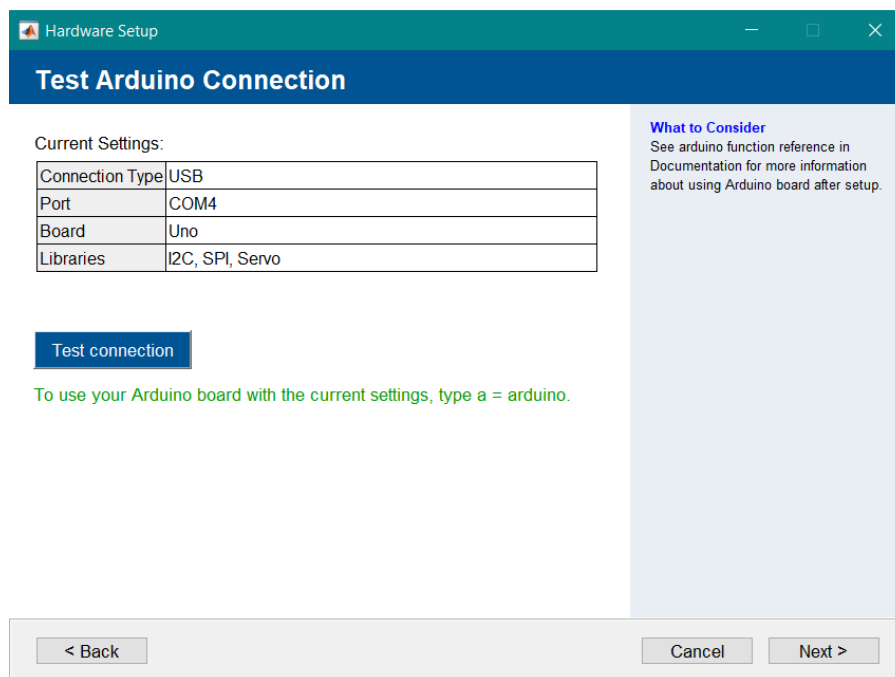 Hardware Setup
Test Arduino Connection
Current Settings:
Connection Type USB
Port COM4
Board Uno
Libraries I2C, SPI, Servo
Test connection
To use your Arduino board with the current settings, type a = arduino.
What to Consider
See arduino function reference in
Documentation for more information
about using Arduino board after setup.
< Back
Cancel
Next >